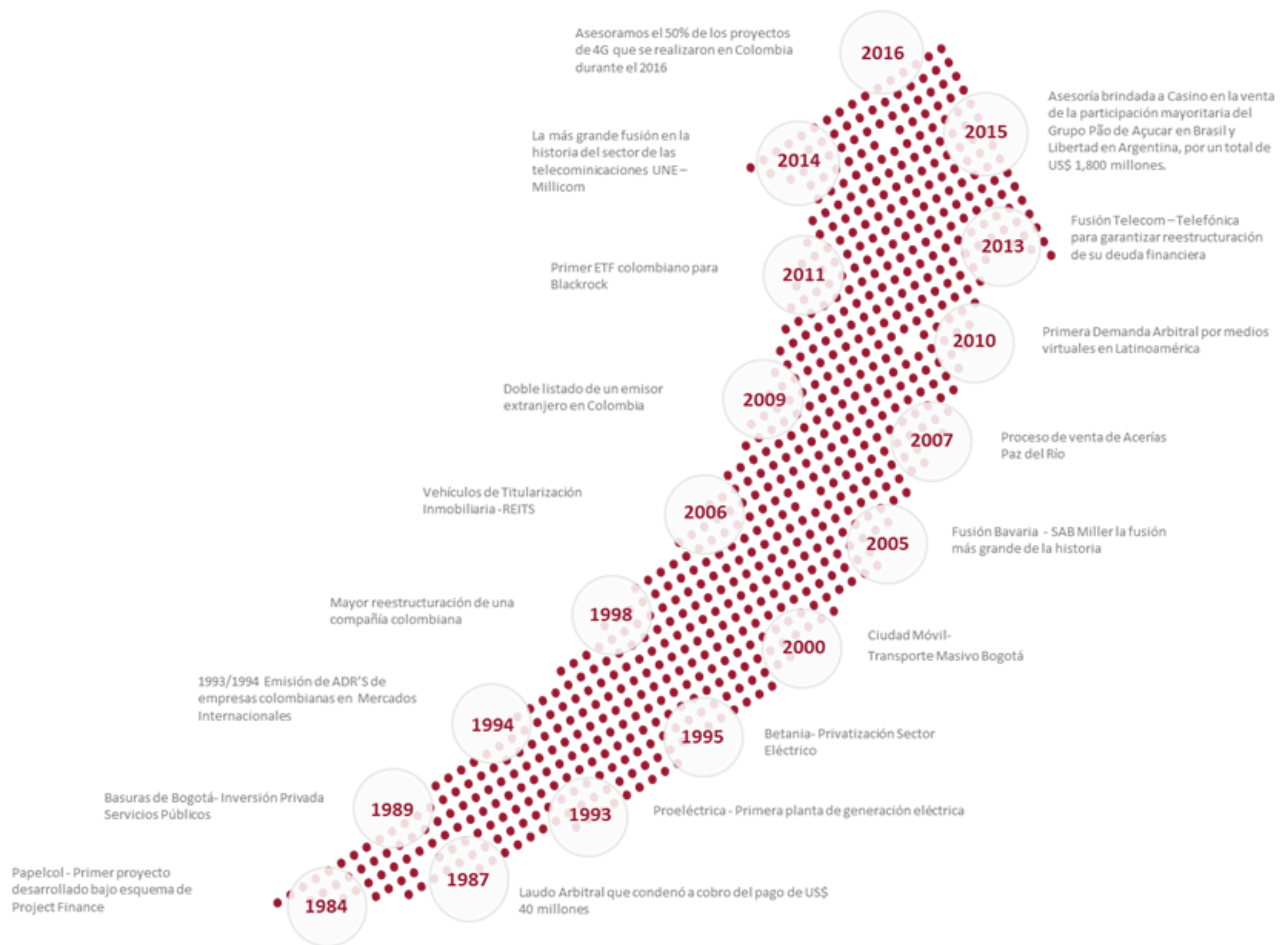 Asesoramos el 50% de los proyectos
de 4G que se realizaron en Colombia
durante el 2016
2016
Asesoría brindada a Casino en la venta
de la participación mayoritaria del
Grupo Pão de Açucar en Brasil y
Libertad en Argentina, por un total de
US$ 1,800 millones.
2015
La más grande fusión en la
historia del sector de las
telecominicaciones UNE –
Millicom
2014
Fusión Telecom – Telefónica
para garantizar reestructuración
de su deuda financiera
2013
Primer ETF colombiano para
Blackrock
2011
Primera Demanda Arbitral por medios
virtuales en Latinoamérica
2010
Doble listado de un emisor
extranjero en Colombia
2009
Proceso de venta de Acerías
Paz del Río
2007
Vehículos de Titularización
Inmobiliaria -REITS
2006
Fusión Bavaria - SAB Miller la fusión
más grande de la historia
2005
Mayor reestructuración de una
compañía colombiana
1998
Ciudad Móvil-
Transporte Masivo Bogotá
2000
1993/1994 Emisión de ADR'S de
empresas colombianas en Mercados
Internacionales
1994
Betania- Privatización Sector
Eléctrico
1995
Basuras de Bogotá- Inversión Privada
Servicios Públicos
1989
Proeléctrica - Primera planta de generación eléctrica
1993
Papelcol - Primer proyecto
desarrollado bajo esquema de
Project Finance
1984
Laudo Arbitral que condenó a cobro del pago de US$
40 millones
1987